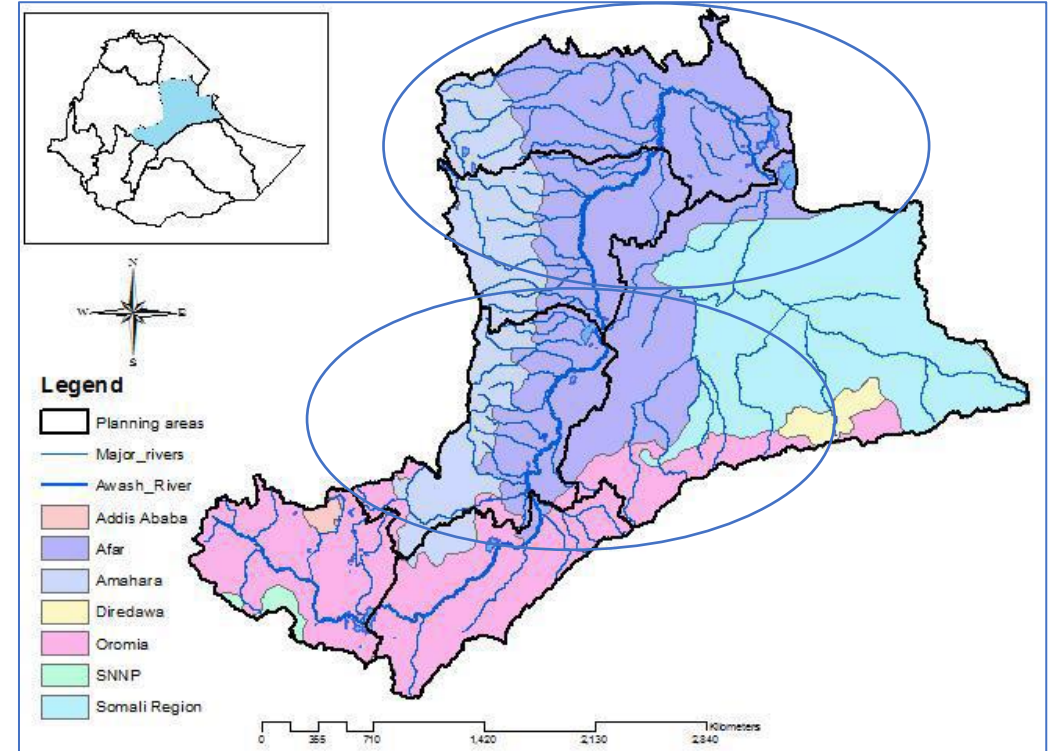 N
W
E
S
Legend
Planning areas
Major_rivers
Awash_River
Addis Ababa
Afar
Amahara
Diredawa
Oromia
SNNP
Somali Region
Kilometers
0 355 710 1,420 2,130 2,840